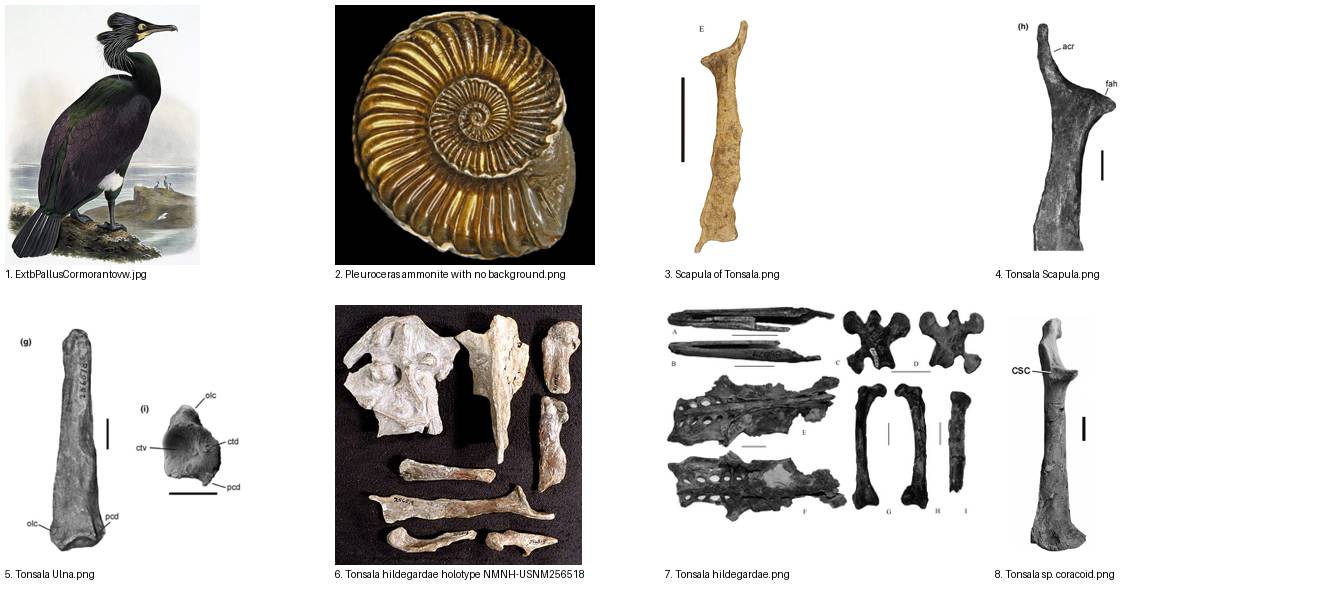 E
(h)
acr
fah
1. ExtbPallusCormorantovw.jpg
2. Pleuroceras ammonite with no background.png
3. Scapula of Tonsala.png
4. Tonsala Scapula.png
(g)
(i)
olc
ctv
ctd
pcd
olc
pcd
A
B
C
D
E
F
G
H
I
CSC
5. Tonsala Ulna.png
6. Tonsala hildegardae holotype NMNH-USNM256518
7. Tonsala hildegardae.png
8. Tonsala sp. coracoid.png